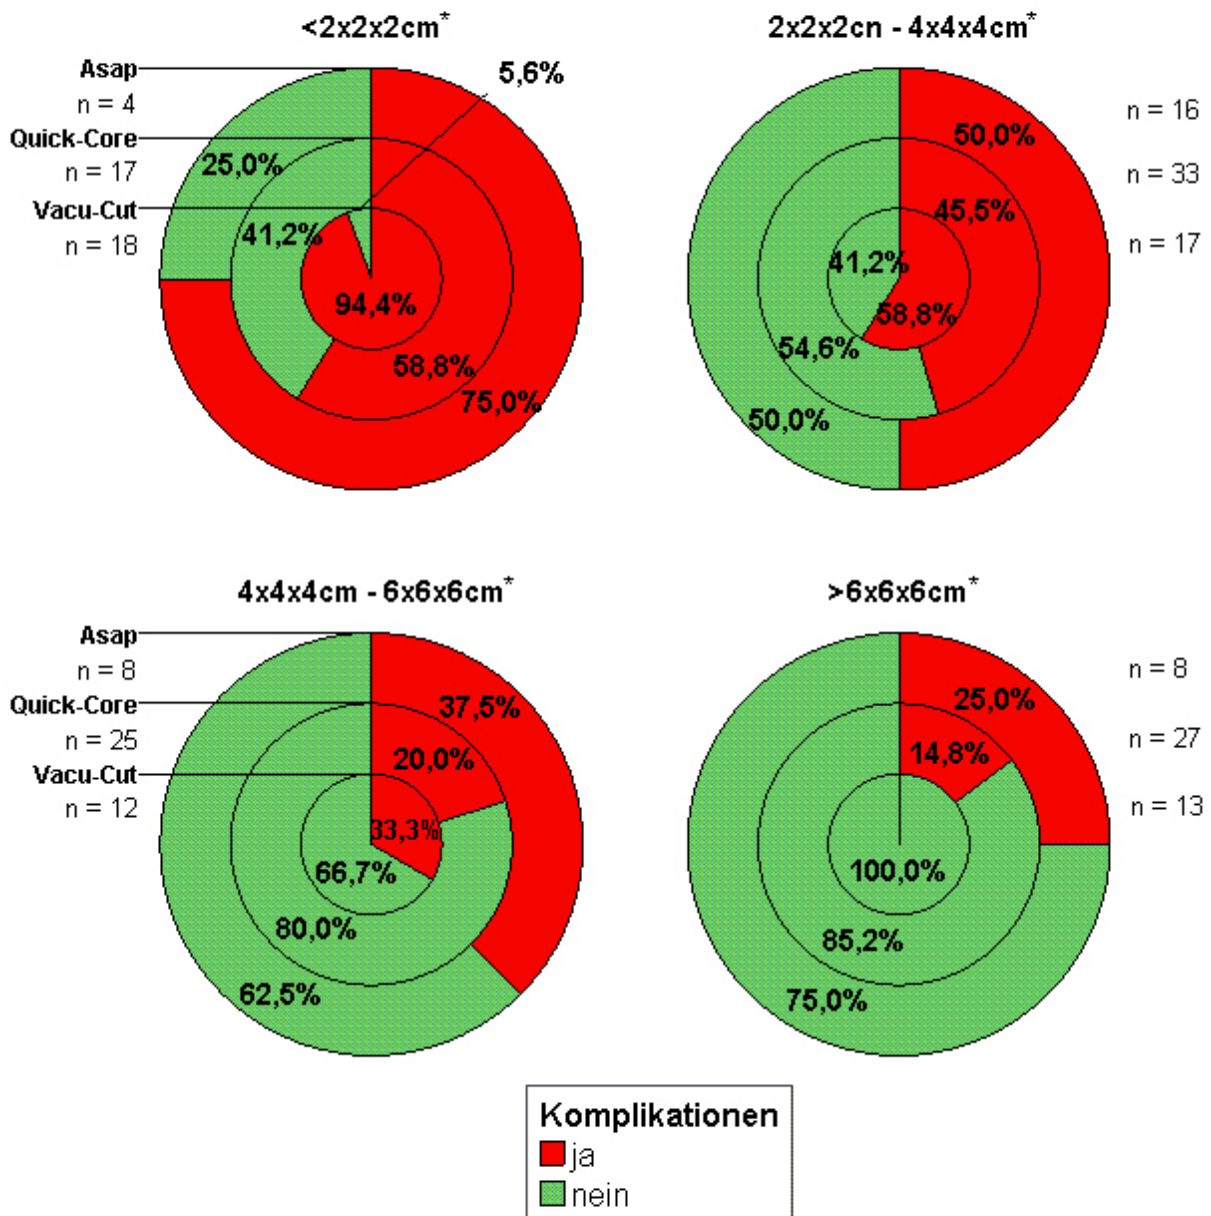 <2x2x2cm*
Asap
n = 4
Quick-Core
n = 17
Vacu-Cut
n = 18
5,6%
25,0%
41,2%
94,4%
58,8%
75,0%
2x2x2cn - 4x4x4cm*
n = 16
n = 33
n = 17
50,0%
45,5%
41,2%
58,8%
54,6%
50,0%
4x4x4cm - 6x6x6cm*
Asap
n = 8
Quick-Core
n = 25
Vacu-Cut
n = 12
37,5%
20,0%
33,3%
66,7%
80,0%
62,5%
>6x6x6cm*
n = 8
n = 27
n = 13
25,0%
14,8%
100,0%
85,2%
75,0%
Komplikationen
ja
nein